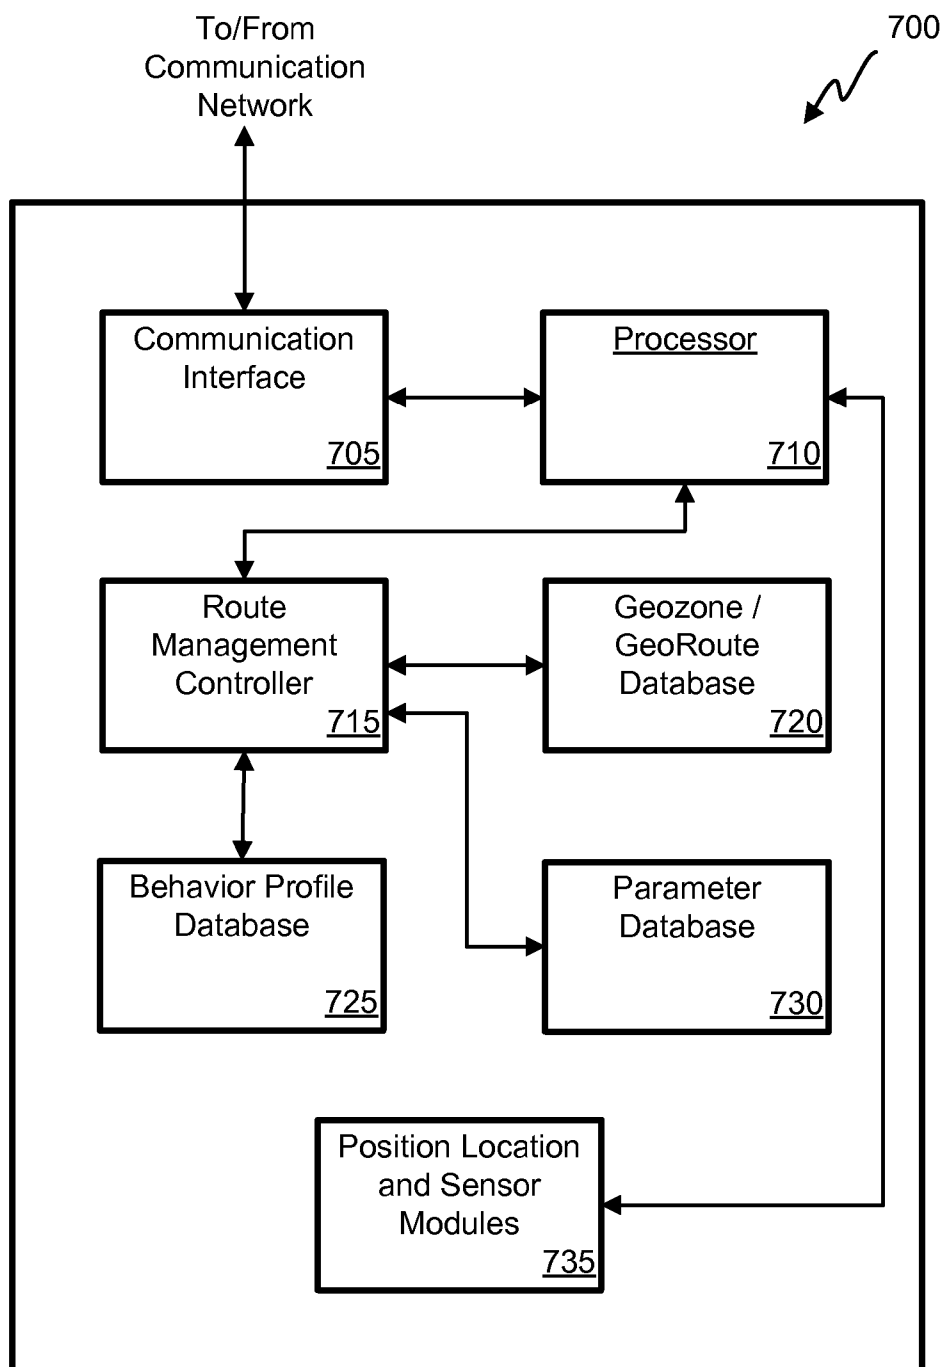 700
To/From
Communication
Network
Communication
Interface
705
Processor
710
Route
Management
Controller
715
Geozone /
GeoRoute
Database
720
Behavior Profile
Database
725
Parameter
Database
730
Position Location
and Sensor
Modules
735